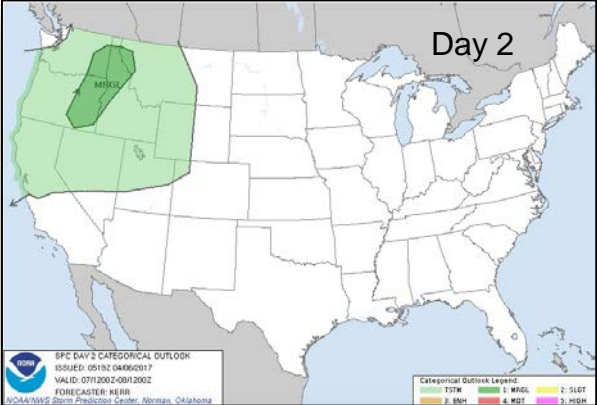 Day 2
MRGL
SPC DAY 2 CATEGORICAL OUTLOOK
ISSUED: 0519Z 04/06/2017
VALID: 07/1200Z-08/1200Z
FORECASTER: KERR
NOAA/NWS Storm Prediction Center, Norman, Oklahoma
NOAA
Categorical Outlook Legend:
TSTM 1: MRGL 2: SLGT
3: ENH 4: MDT 5: HIGH